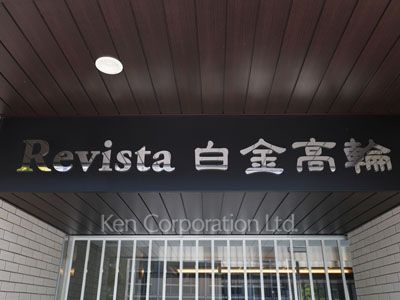 Revista 白金高輪
Ken Corporation Ltd.